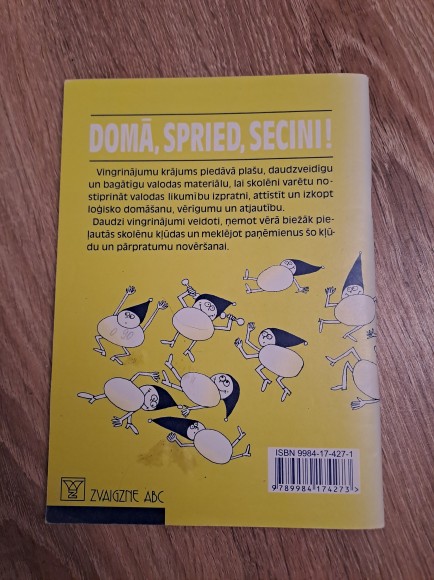 DOMĀ, SPRIED, SECINI!
Vingrinājumu krājums piedāvā plašu, daudzveidīgu
un bagātīgu valodas materiālu, lai skolēni varētu no-
stiprināt valodas likumību izpratni, attīstīt un izkopt
loģisko domāšanu, vērīgumu un atjautību.
Daudzi vingrinājumi veidoti, ņemot vērā biežāk pie-
ļautās skolēnu kļūdas un meklējot paņēmienus šo kļū-
du un pārpratumu novēršanai.
ISBN 9984-17-427-1
9789984174273>
ZVAIGZNE ABC